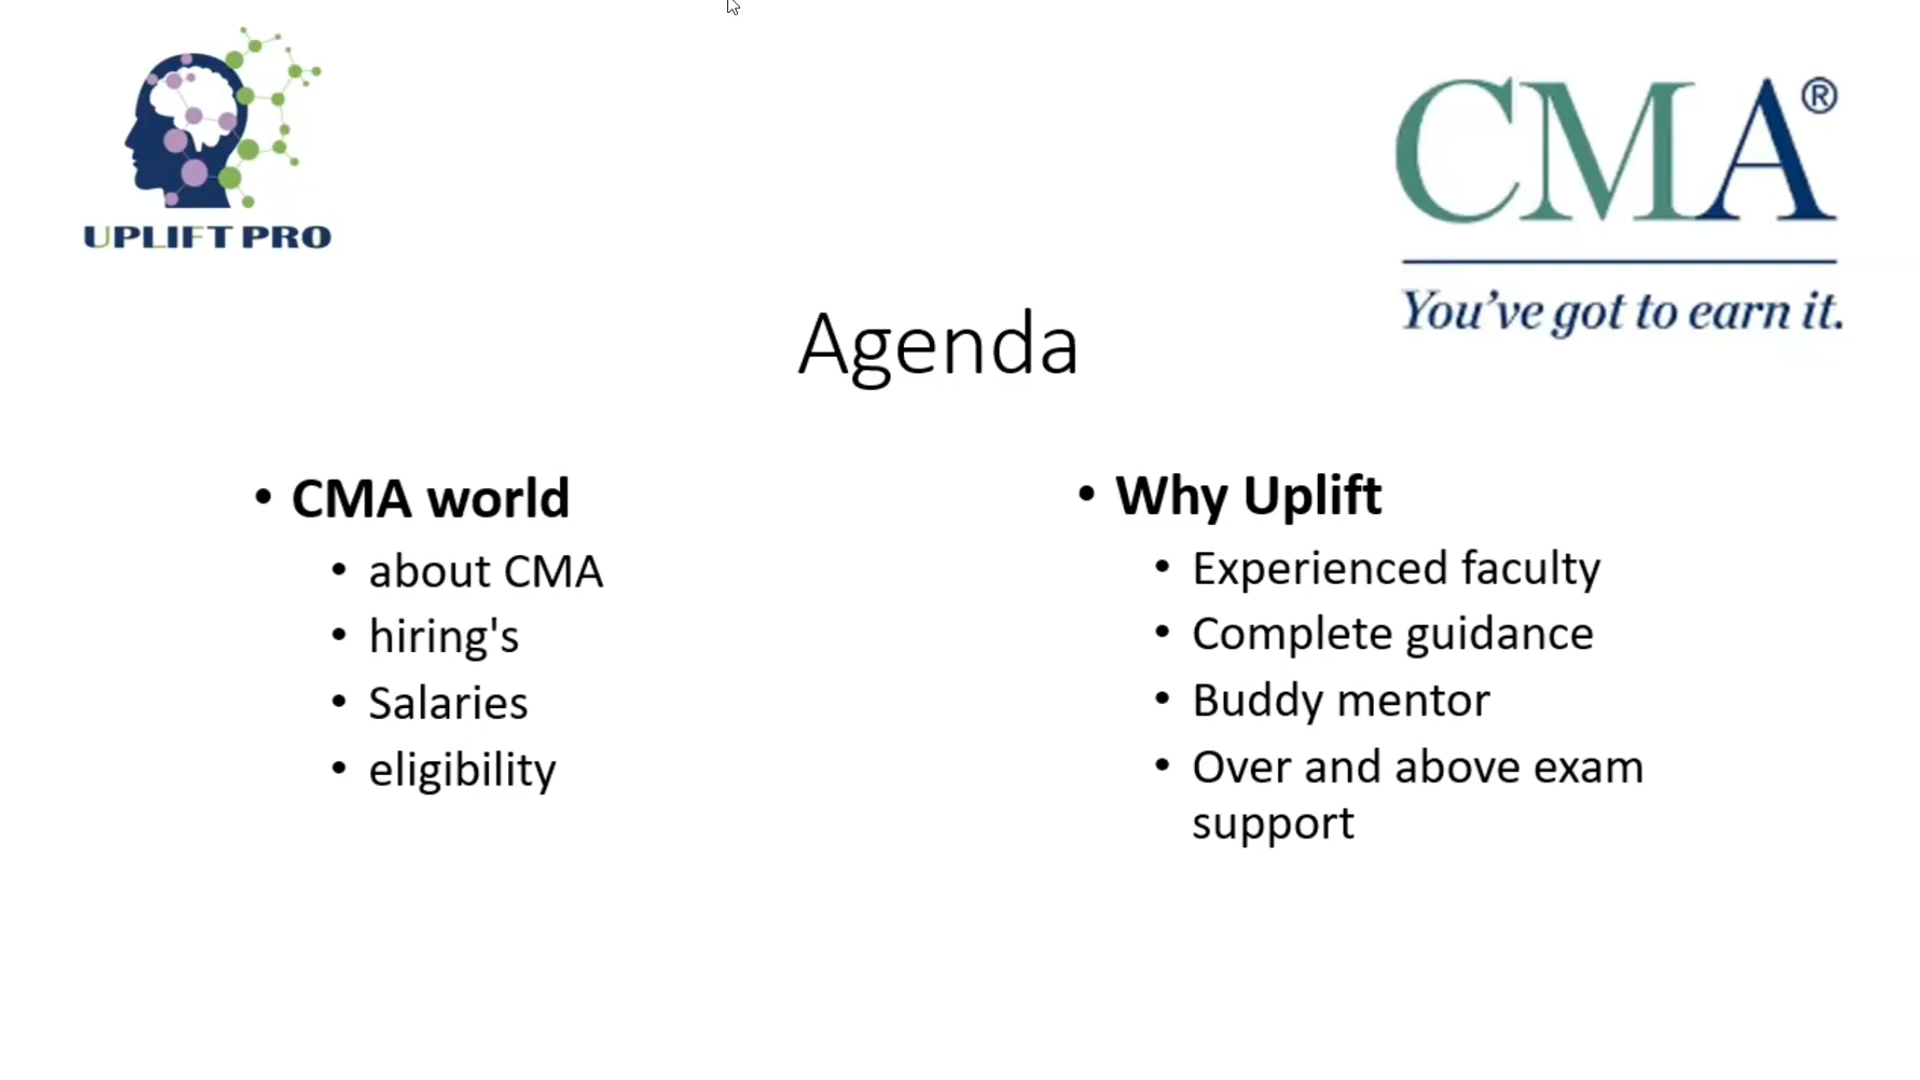 UPLIFT PRO
CMA®
You've got to earn it.
Agenda
• CMA world
• about CMA
• hiring's
• Salaries
• eligibility
• Why Uplift
• Experienced faculty
• Complete guidance
• Buddy mentor
• Over and above exam
support